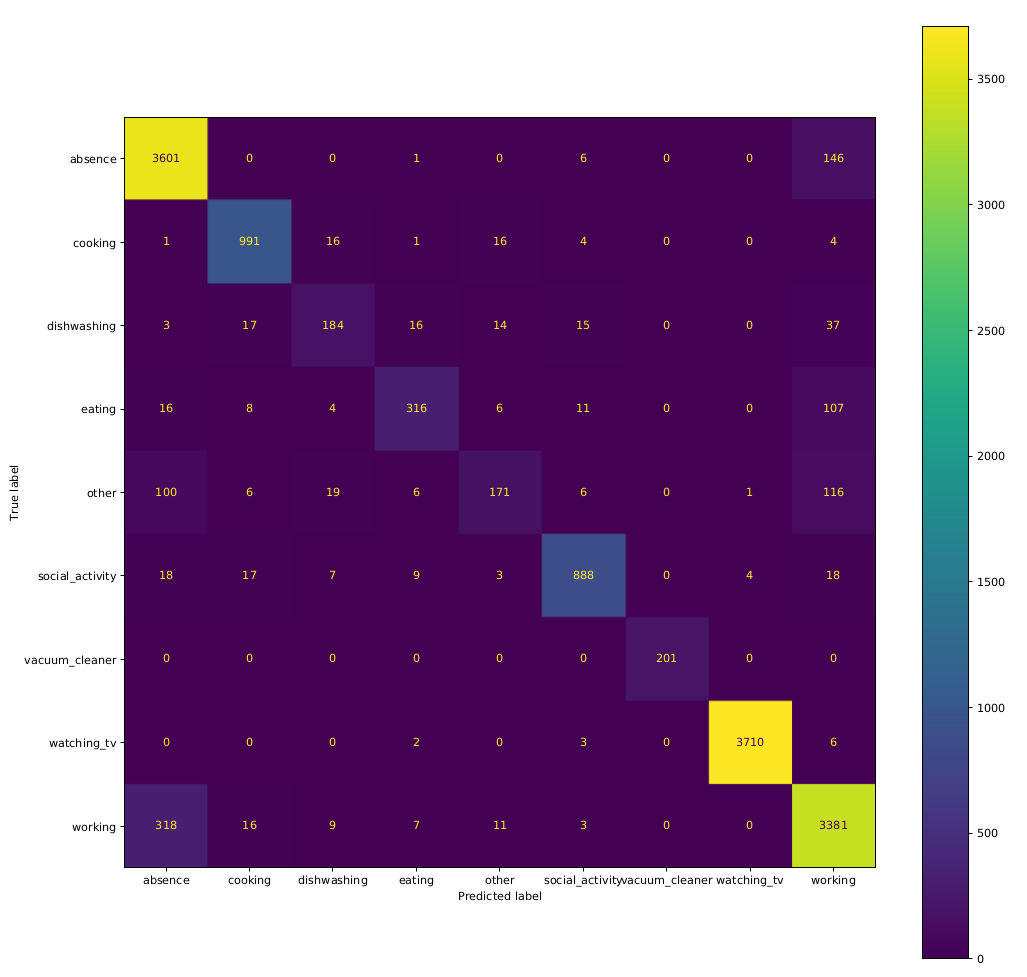 absence 3601 0 0 1 0 6 0 0 146
cooking 1 991 16 1 16 4 0 0 4
dishwashing 3 17 184 16 14 15 0 0 37
eating 16 8 4 316 6 11 0 0 107
other 100 6 19 6 171 6 0 1 116
social_activity 18 17 7 9 3 888 0 4 18
vacuum_cleaner 0 0 0 0 0 0 201 0 0
watching_tv 0 0 0 2 0 3 0 3710 6
working 318 16 9 7 11 3 0 0 3381
absence cooking dishwashing eating other social_activity vacuum_cleaner watching_tv working
Predicted label
True label
3500
3000
2500
2000
1500
1000
500
0